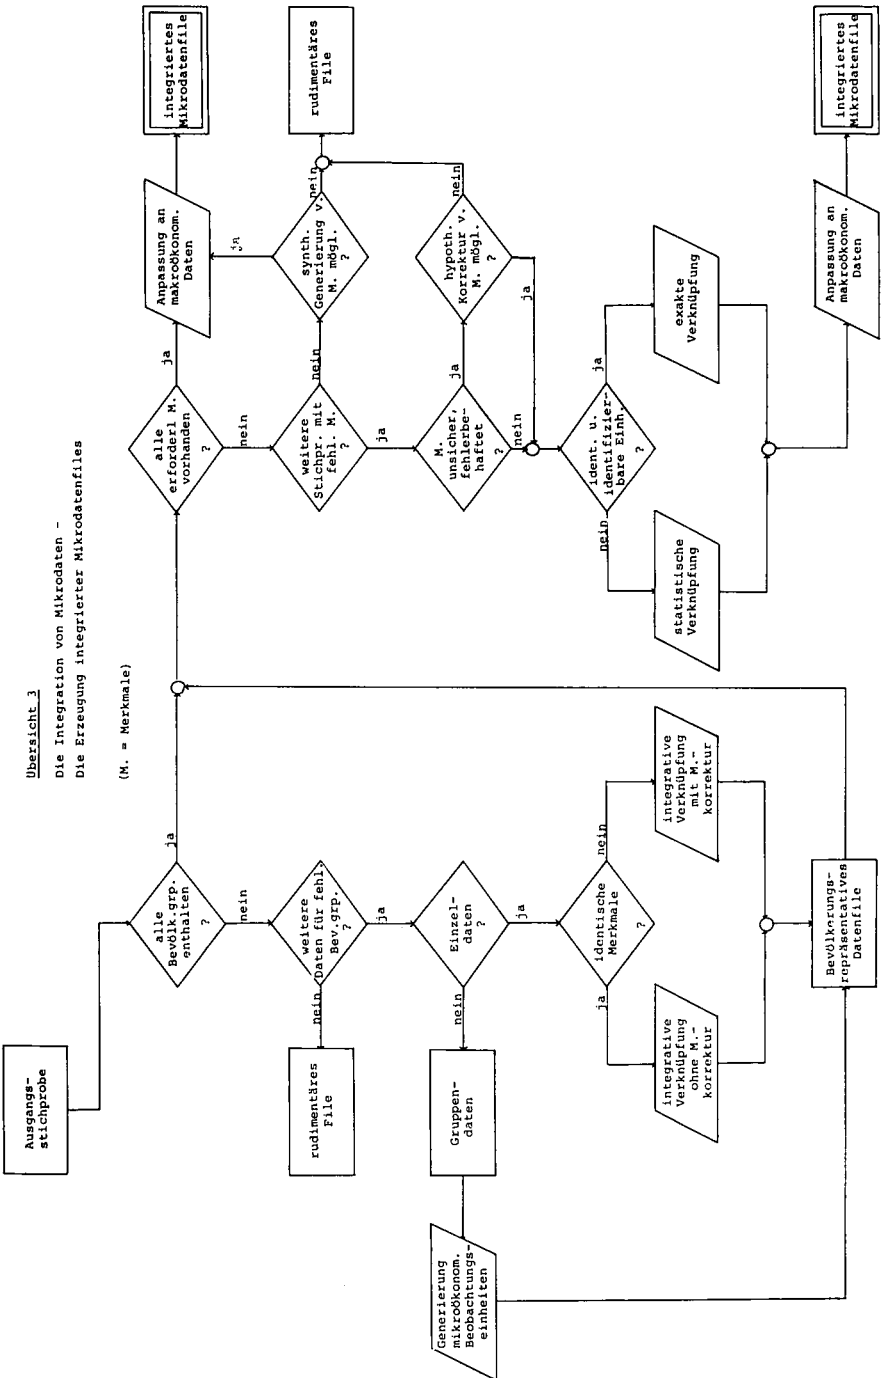 Übersicht 3
Die Integration von Mikrodaten -
Die Erzeugung integrierter Mikrodatenfiles
(M. = Merkmale)
Ausgangs-
stichprobe
alle
Bevölk.grp.
enthalten
?
ja
nein
weitere
Daten für fehl.
Bev.grp.
?
nein
ja
rudimentäres
File
Einzel-
daten
?
nein
ja
Gruppen-
daten
Generierung
mikroökonom.
Beobachtungs-
einheiten
identische
Merkmale
?
ja
nein
integrative
Verknüpfung
ohne M.-
korrektur
integrative
Verknüpfung
mit M.-
korrektur
Bevölkerungs-
repräsentatives
Datenfile
alle
erforderl M.
vorhanden
?
ja
nein
Anpassung an
makroökonom.
Daten
integriertes
Mikrodatenfile
weitere
Stichpr. mit
fehl. M.
?
nein
ja
synth.
Generierung v.
M. mögl.
?
ja
nein
rudimentäres
File
M.
unsicher,
fehlerbe-
haftet
?
ja
nein
hypoth.
Korrektur v.
M. mögl.
?
nein
ja
ident. u.
identifizier-
bare Einh.
?
nein
ja
statistische
Verknüpfung
exakte
Verknüpfung
Anpassung an
makroökonom.
Daten
integriertes
Mikrodatenfile